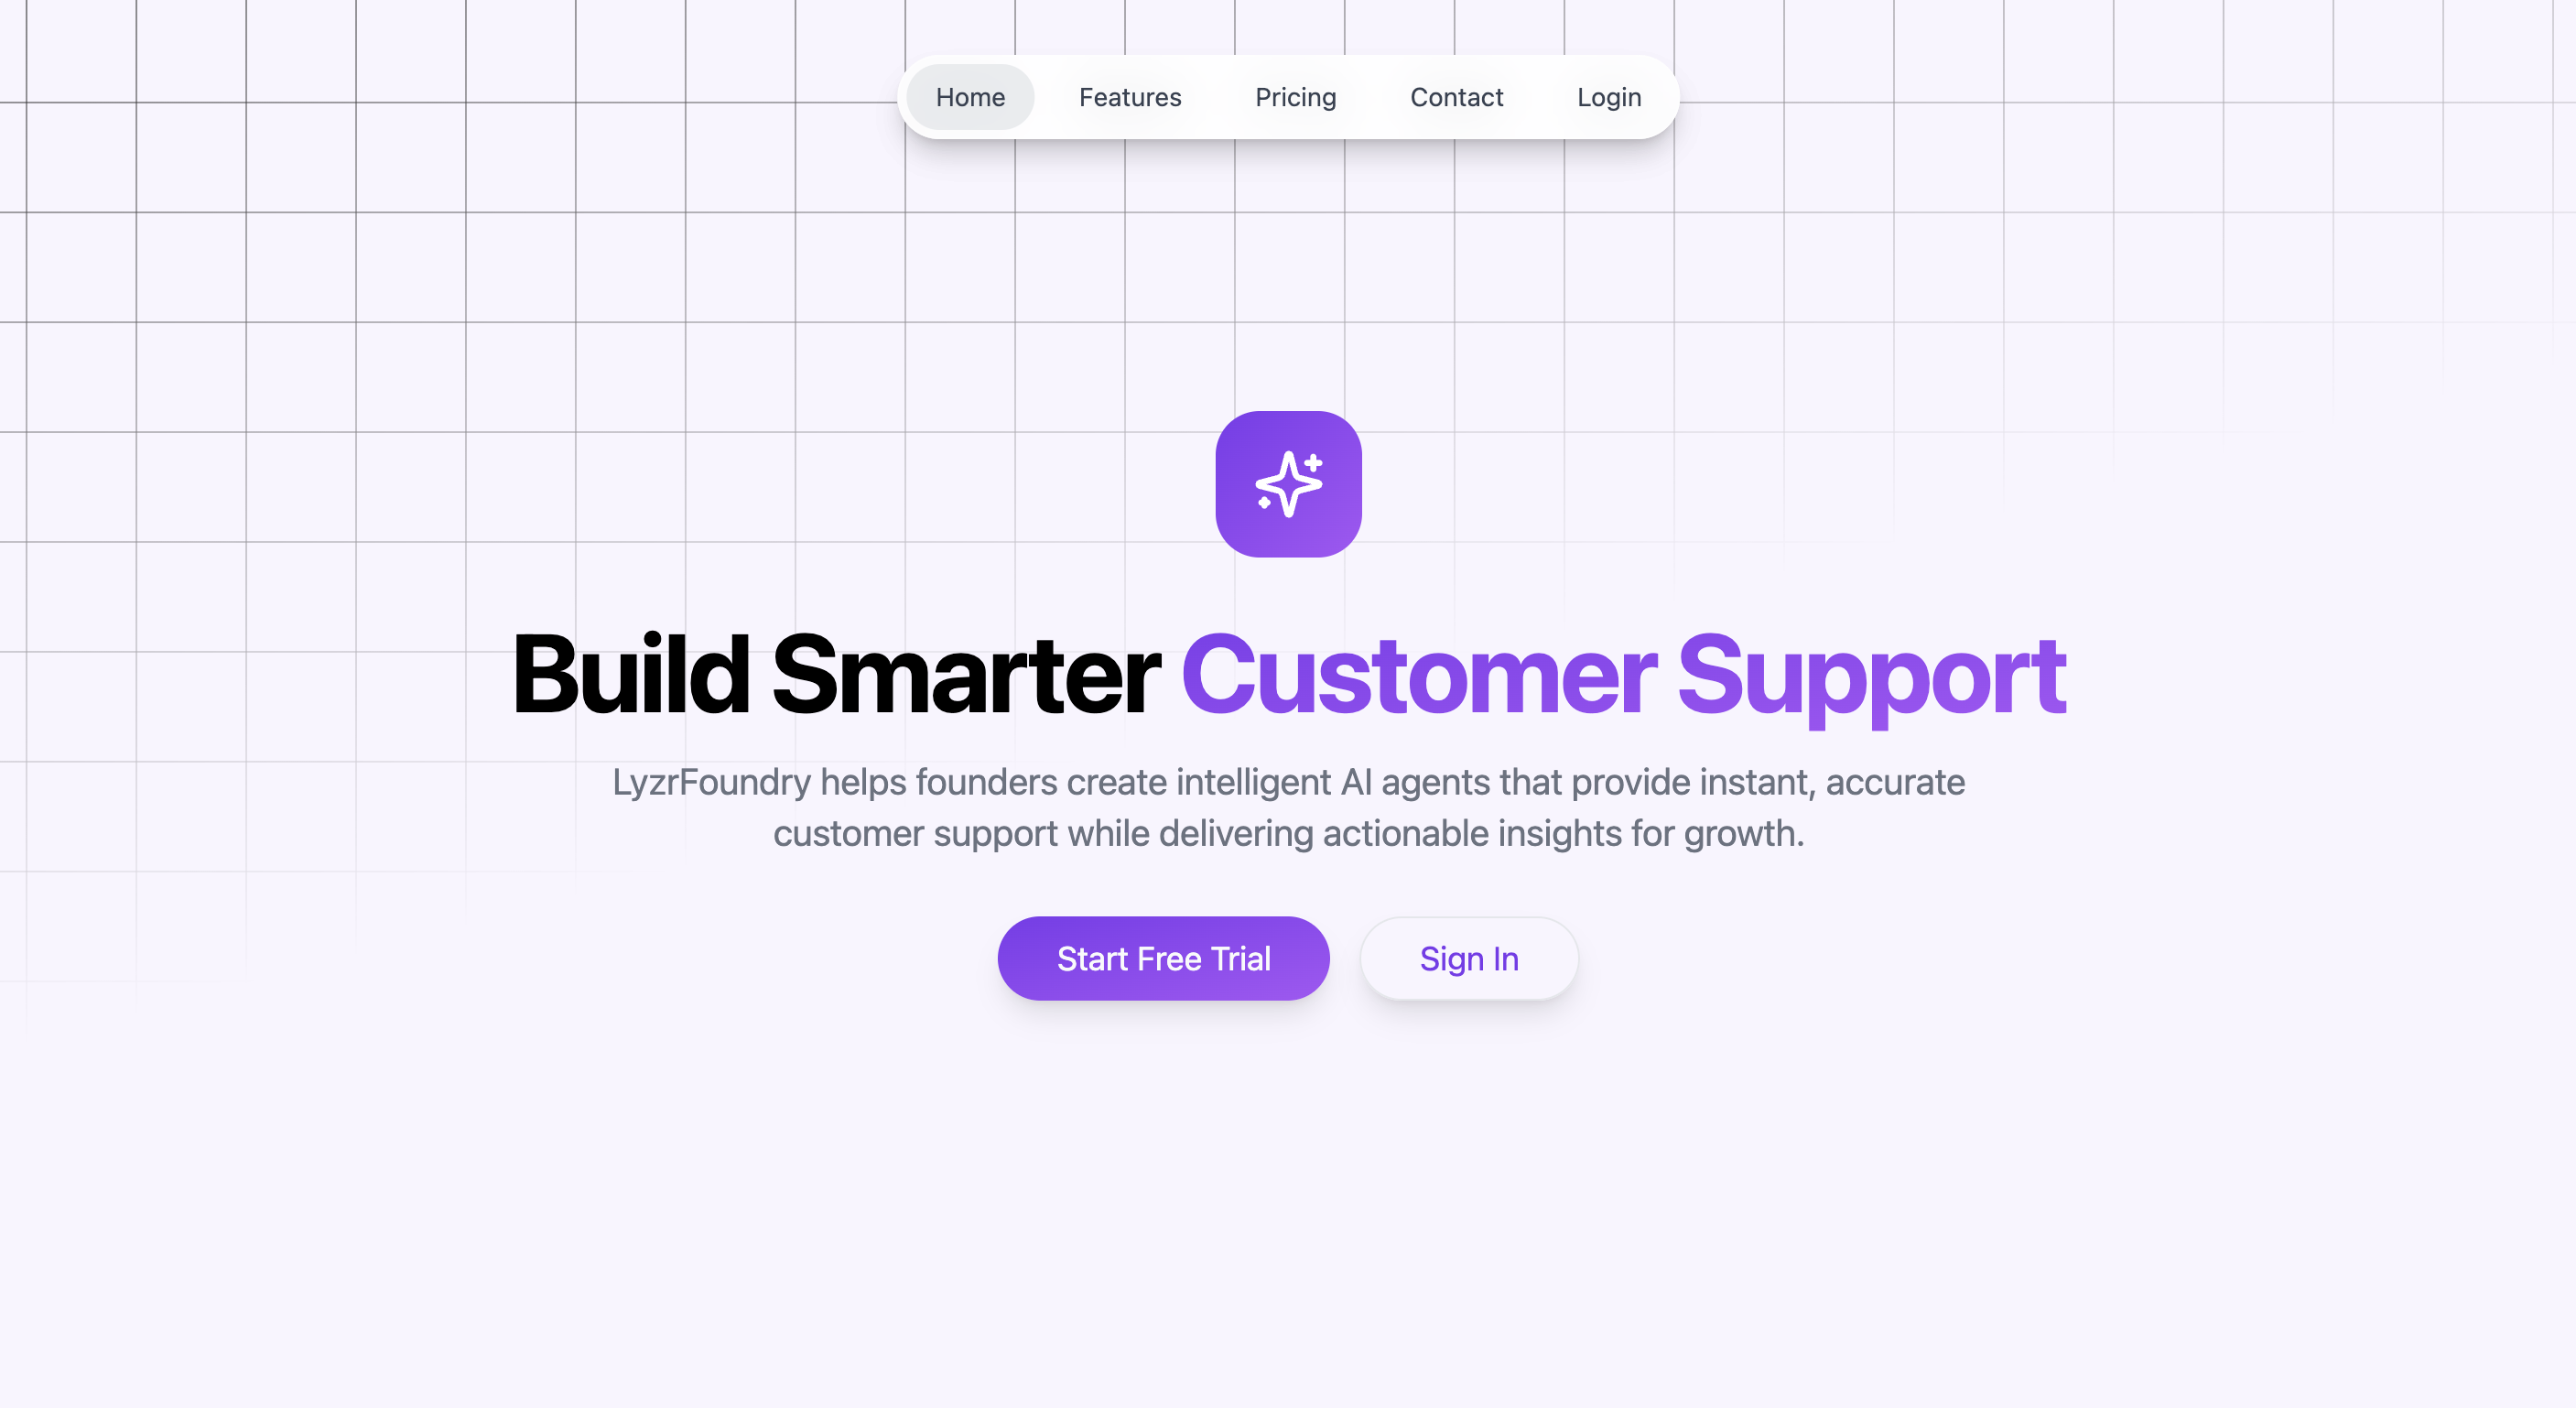 Home Features Pricing Contact Login
Build Smarter Customer Support
LyzrFoundry helps founders create intelligent AI agents that provide instant, accurate
customer support while delivering actionable insights for growth.
Start Free Trial Sign In